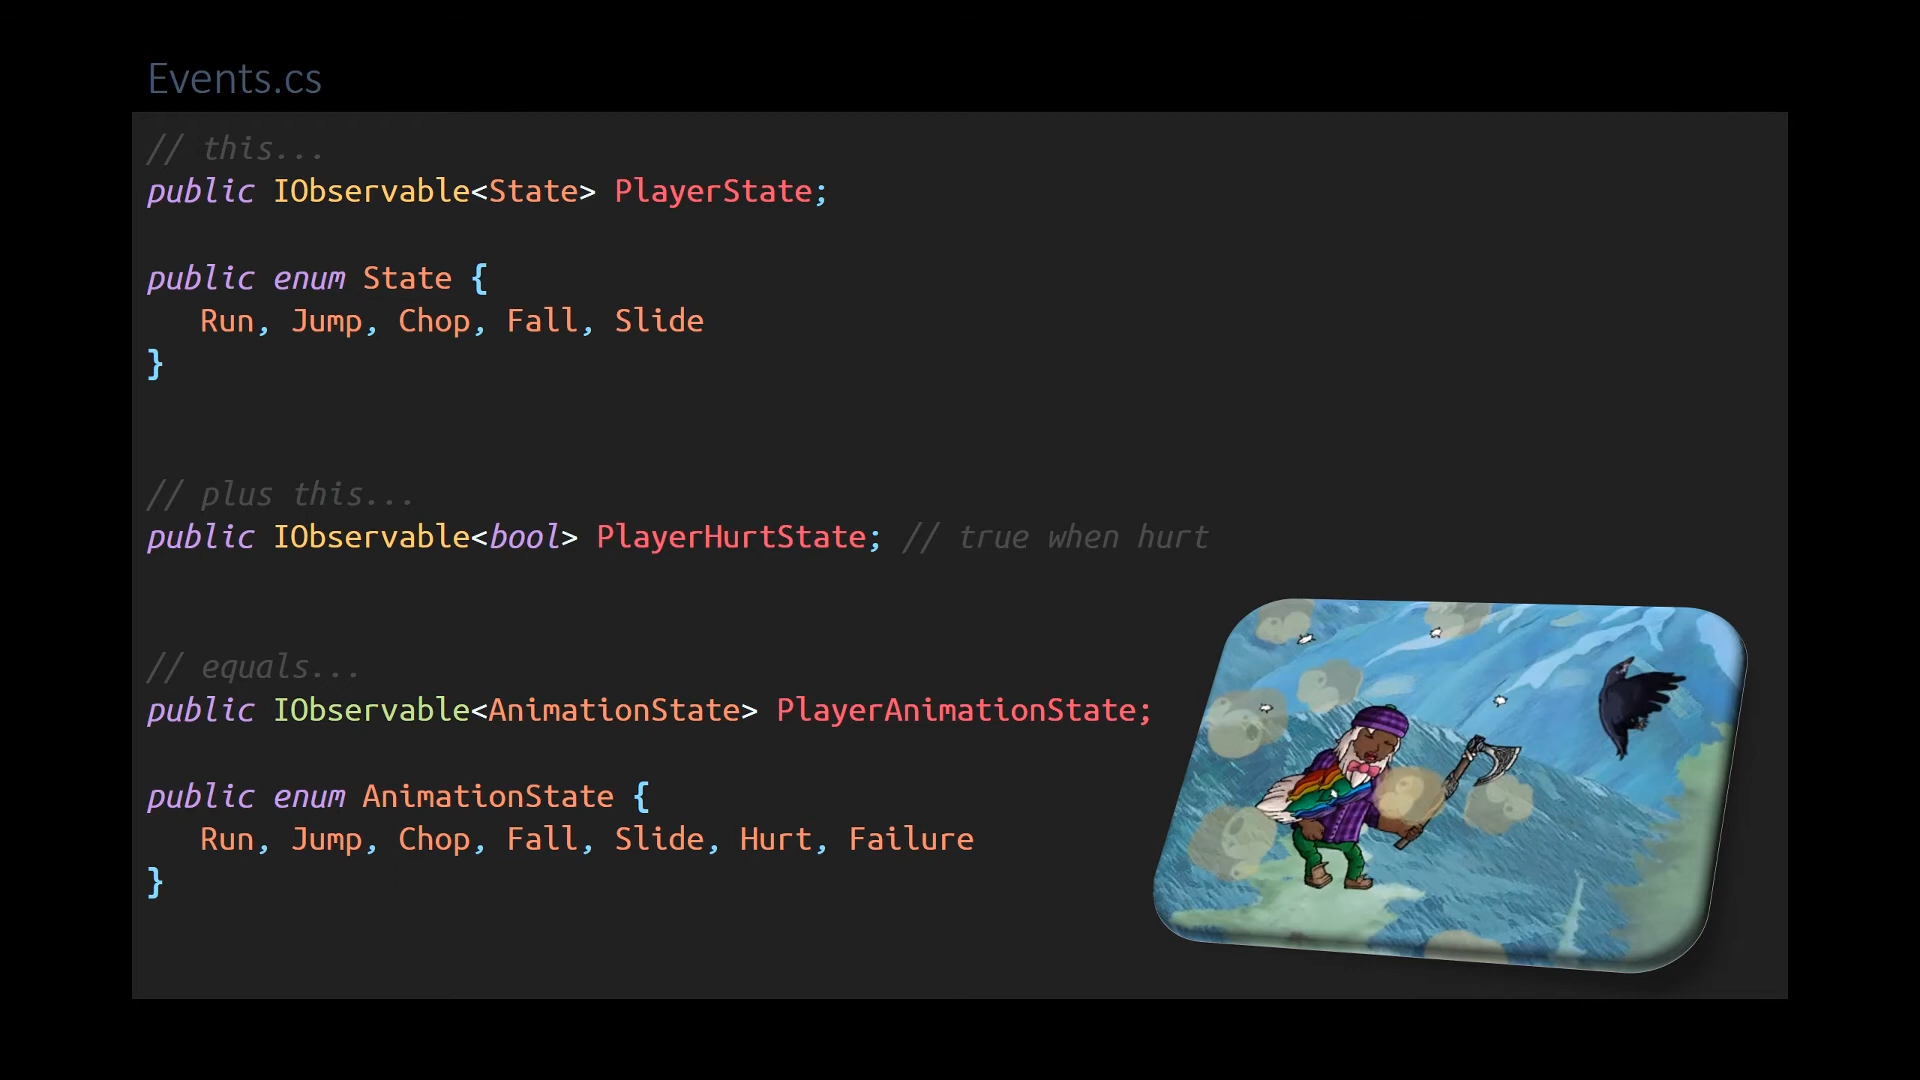 Events.cs
// this...
public IObservable<State> PlayerState;
public enum State {
Run, Jump, Chop, Fall, Slide
}
// plus this...
public IObservable<bool> PlayerHurtState; // true when hurt
// equals...
public IObservable<AnimationState> PlayerAnimationState;
public enum AnimationState {
Run, Jump, Chop, Fall, Slide, Hurt, Failure
}